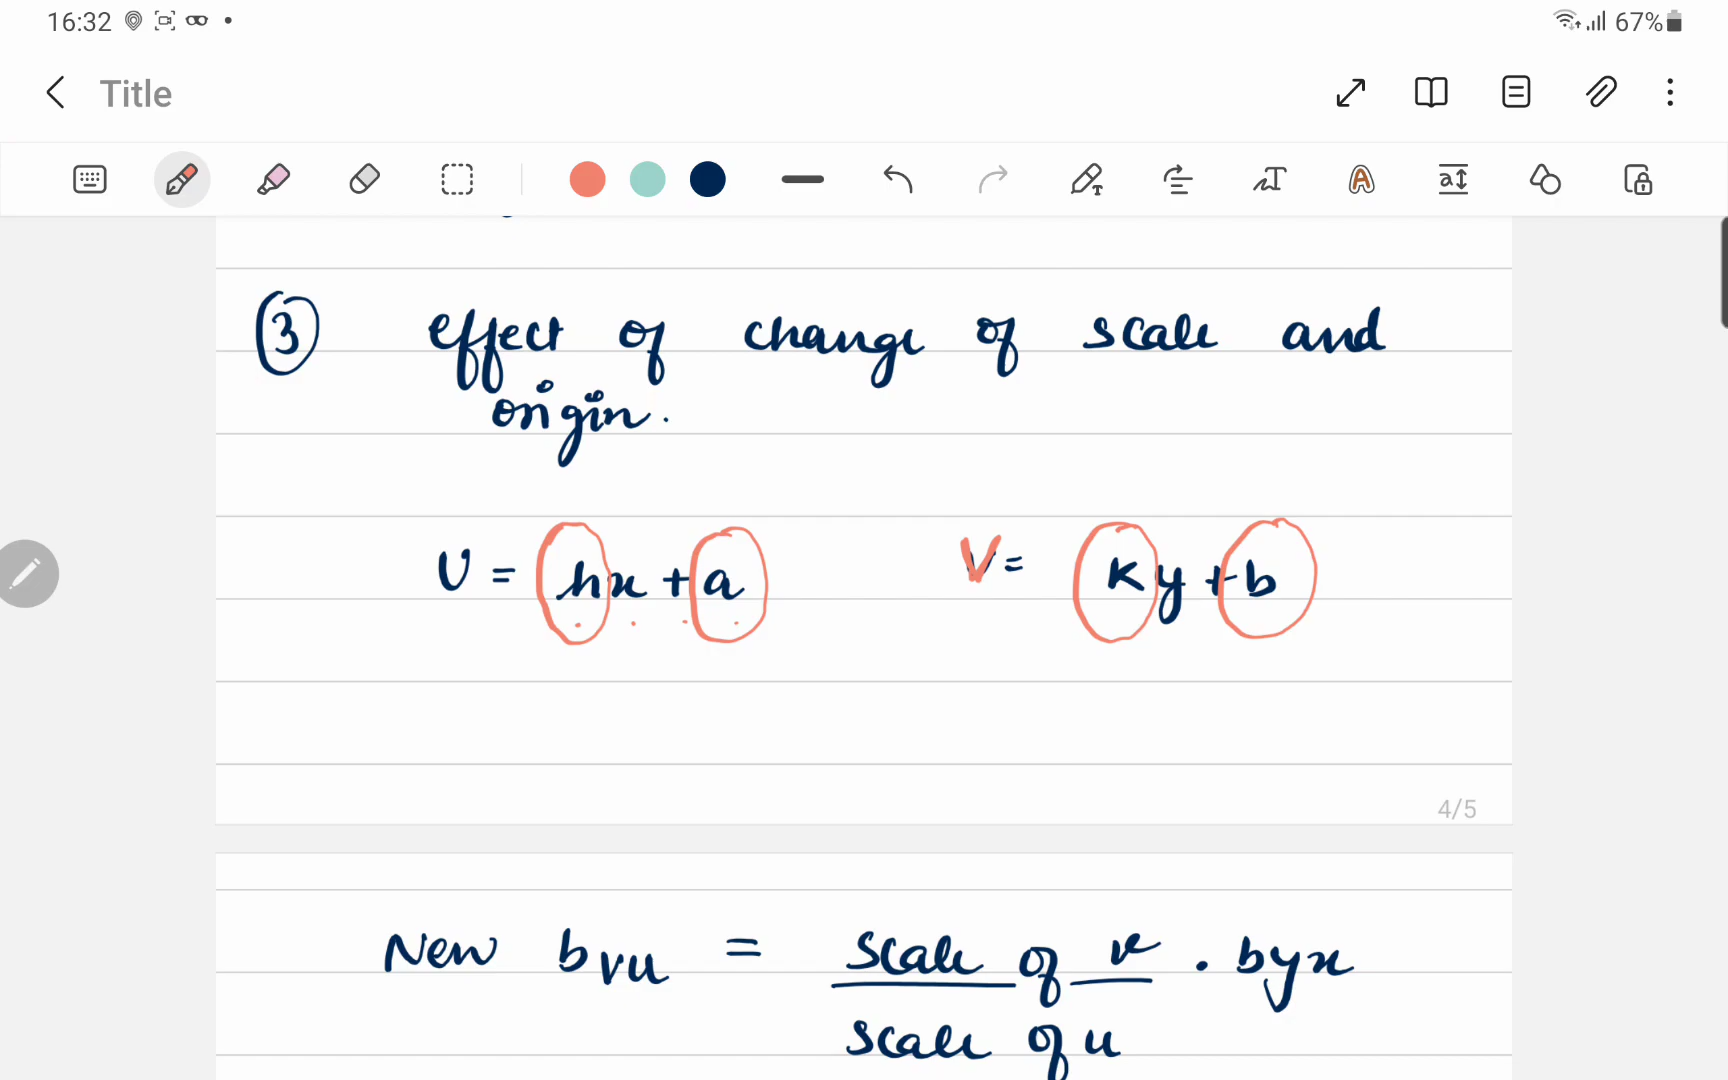 16:32 67%
Title
③ effect of change of scale and
origin.
U = hx + a V = ky + b
4/5
New bvu = scale of v . byx
scale of u